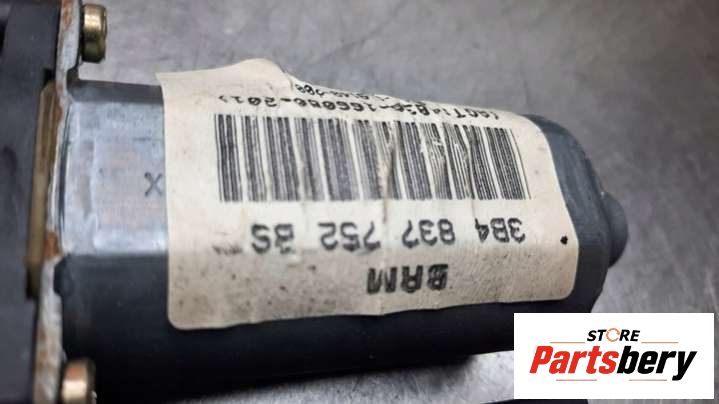 3B4 837 752 BS
BRM
X
STORE
Partsbery